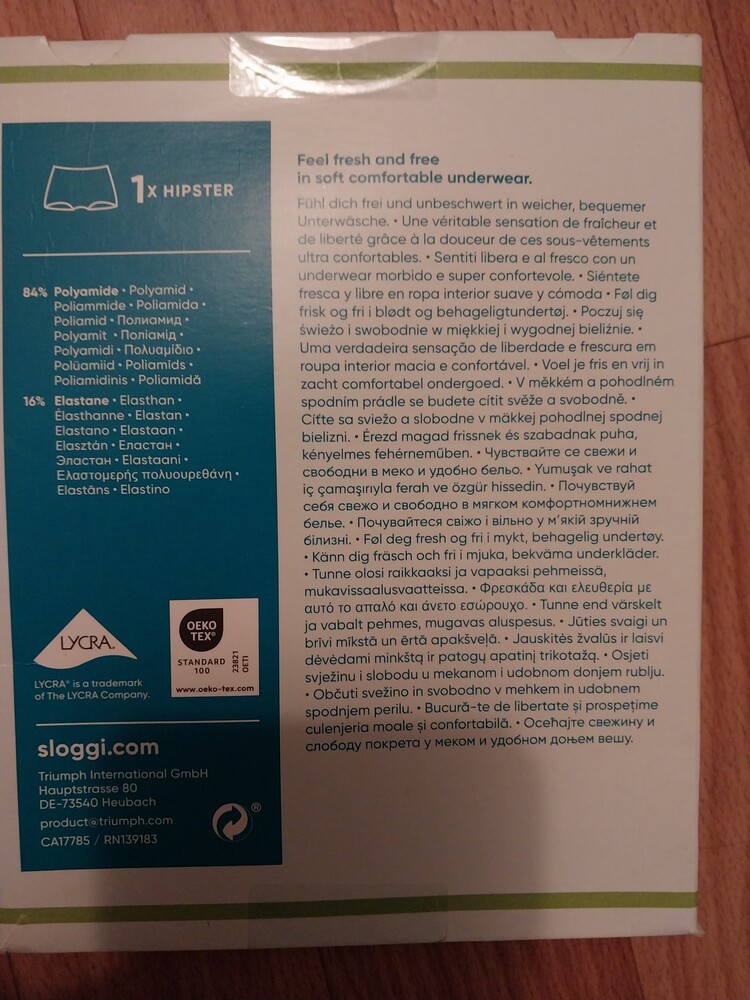 1X HIPSTER
84% Polyamide • Polyamid •
Poliammide • Poliamida •
Poliamid • Полиамид •
Polyamit • Поліамід •
Polyamidi • Πολυαμίδιο •
Polüamiid • Poliamīds •
Poliamidinis • Poliamidă
16% Elastane • Elasthan •
Élasthanne • Elastan •
Elastano • Elastaan •
Elasztán • Еластан •
Эластан • Elastaani •
Ελαστομερής πολυουρεθάνη •
Elastāns • Elastino
LYCRA®
LYCRA® is a trademark
of The LYCRA Company.
OEKO
TEX®
STANDARD
100
23821
OETI
www.oeko-tex.com
sloggi.com
Triumph International GmbH
Hauptstrasse 80
DE-73540 Heubach
product@triumph.com
CA17785 / RN139183
®
Feel fresh and free
in soft comfortable underwear.
Fühl dich frei und unbeschwert in weicher, bequemer
Unterwäsche. • Une véritable sensation de fraîcheur et
de liberté grâce à la douceur de ces sous-vêtements
ultra confortables. • Sentiti libera e al fresco con un
underwear morbido e super confortevole. • Siéntete
fresca y libre en ropa interior suave y cómoda • Føl dig
frisk og fri i blødt og behageligtundertøj. • Poczuj się
świeżo i swobodnie w miękkiej i wygodnej bieliźnie. •
Uma verdadeira sensação de liberdade e frescura em
roupa interior macia e confortável. • Voel je fris en vrij in
zacht comfortabel ondergoed. • V měkkém a pohodlném
spodním prádle se budete cítit svěže a svobodně. •
Cíťte sa sviežo a slobodne v mäkkej pohodlnej spodnej
bielizni. • Érezd magad frissnek és szabadnak puha,
kényelmes fehérneműben. • Чувствайте се свежи и
свободни в меко и удобно бельо. • Yumuşak ve rahat
iç çamaşırıyla ferah ve özgür hissedin. • Почувствуй
себя свежо и свободно в мягком комфортномнижнем
белье. • Почувайтеся свіжо і вільно у м'якій зручній
білизні. • Føl deg fresh og fri i mykt, behagelig undertøy.
• Känn dig fräsch och fri i mjuka, bekväma underkläder.
• Tunne olosi raikkaaksi ja vapaaksi pehmeissä,
mukavissaalusvaatteissa. • Φρεσκάδα και ελευθερία με
αυτό το απαλό και άνετο εσώρουχο. • Tunne end värskelt
ja vabalt pehmes, mugavas aluspesus. • Jūties svaigi un
brīvi mīkstā un ērtā apakšveļā. • Jauskitės žvalūs ir laisvi
dėvėdami minkštą ir patogų apatinį trikotažą. • Osjeti
svježinu i slobodu u mekanom i udobnom donjem rublju.
• Občuti svežino in svobodno v mehkem in udobnem
spodnjem perilu. • Bucură-te de libertate și prospețime
culenjeria moale și confortabilă. • Осећајте свежину и
слободу покрета у меком и удобном доњем вешу.